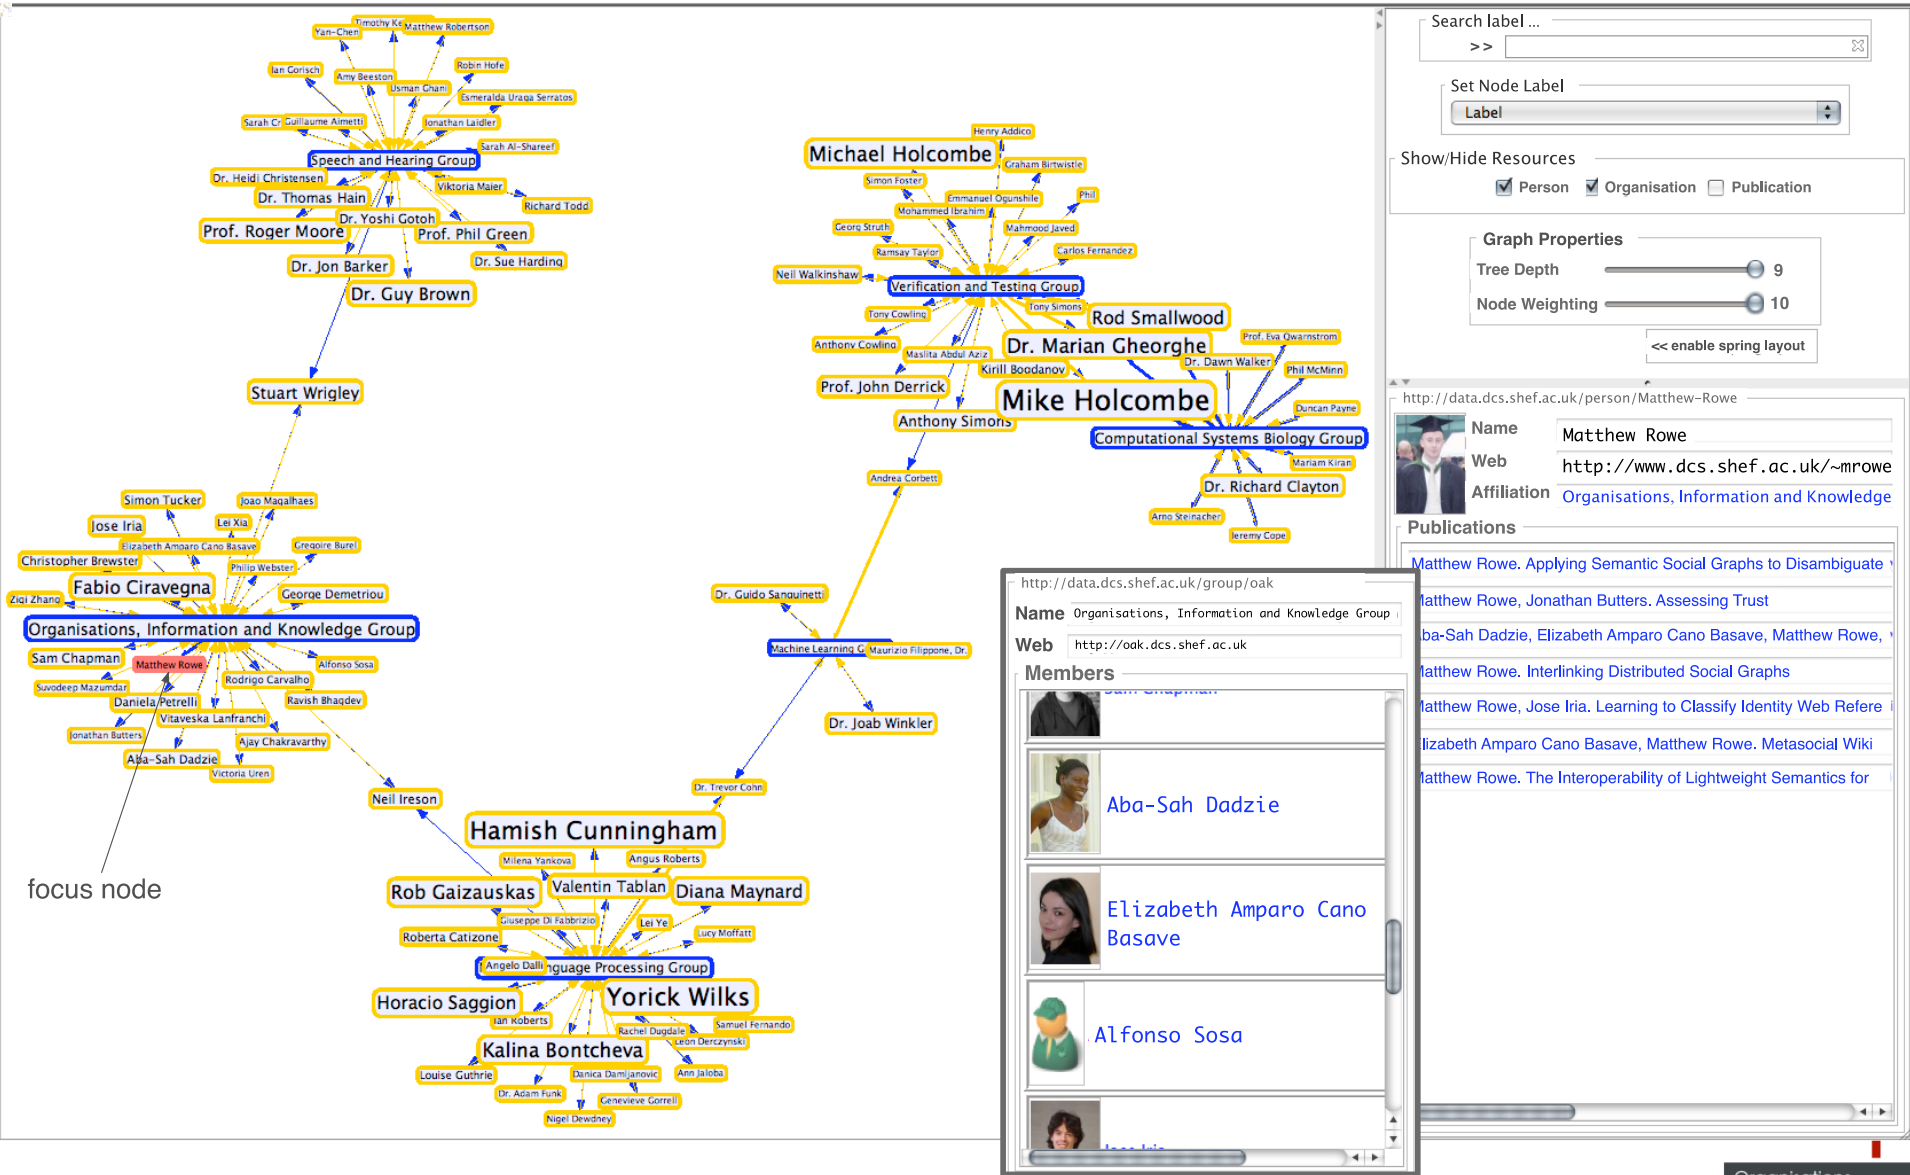 Timothy Ke
Matthew Robertson
Yan-Chen
Ian Gorisch
Amy Beeston
Robin Hofe
Usman Ghani
Esmeralda Uraga Serratos
Sarah Cr
Guillaume Aimetti
Jonathan Laidler
Sarah Al-Shareef
Speech and Hearing Group
Dr. Heidi Christensen
Viktoria Maier
Dr. Thomas Hain
Richard Todd
Dr. Yoshi Gotoh
Prof. Roger Moore
Prof. Phil Green
Dr. Jon Barker
Dr. Sue Harding
Dr. Guy Brown
Stuart Wrigley
Henry Addico
Michael Holcombe
Graham Birtwistle
Simon Foster
Emmanuel Ogunshile
Phil
Mohammed Ibrahim
Georg Struth
Mahmood Javed
Ramsay Taylor
Carlos Fernandez
Neil Walkinshaw
Verification and Testing Group
Tony Simons
Tony Cowling
Rod Smallwood
Anthony Cowling
Dr. Marian Gheorghe
Prof. Eva Qwarnstrom
Maslita Abdul Aziz
Dr. Dawn Walker
Kirill Bogdanov
Phil McMinn
Prof. John Derrick
Mike Holcombe
Duncan Payne
Anthony Simons
Computational Systems Biology Group
Mariam Kiran
Andrea Corbett
Dr. Richard Clayton
Arno Steinacher
Jeremy Cope
Simon Tucker
Joao Magalhaes
Jose Iria
Lei Xia
Elizabeth Amparo Cano Basave
Gregoire Burel
Christopher Brewster
Philip Webster
Fabio Ciravegna
George Demetriou
Ziqi Zhang
Organisations, Information and Knowledge Group
Sam Chapman
Matthew Rowe
Alfonso Sosa
Suvodeep Mazumdar
Rodrigo Carvalho
Daniela Petrelli
Ravish Bhagdev
Vitaveska Lanfranchi
Jonathan Butters
Ajay Chakravarthy
Aba-Sah Dadzie
Victoria Uren
focus node
Neil Ireson
Dr. Guido Sanguinetti
Machine Learning G
Maurizio Filippone, Dr.
Dr. Joab Winkler
Dr. Trevor Cohn
Hamish Cunningham
Milena Yankova
Angus Roberts
Rob Gaizauskas
Valentin Tablan
Diana Maynard
Giuseppe Di Fabbrizio
Lei Ye
Roberta Catizone
Lucy Moffatt
Angelo Dalli
nguage Processing Group
Horacio Saggion
Yorick Wilks
Ian Roberts
Rachel Dugdale
Samuel Fernando
Leon Derczynski
Kalina Bontcheva
Louise Guthrie
Danica Damljanovic
Ann Jaloba
Dr. Adam Funk
Genevieve Gorrell
Nigel Dewdney
Search label ...
>>
Set Node Label
Label
Show/Hide Resources
Person Organisation Publication
Graph Properties
Tree Depth 9
Node Weighting 10
<< enable spring layout
http://data.dcs.shef.ac.uk/person/Matthew-Rowe
Name Matthew Rowe
Web http://www.dcs.shef.ac.uk/~mrowe
Affiliation Organisations, Information and Knowledge
Publications
Matthew Rowe. Applying Semantic Social Graphs to Disambiguate
Matthew Rowe, Jonathan Butters. Assessing Trust
ba-Sah Dadzie, Elizabeth Amparo Cano Basave, Matthew Rowe,
Matthew Rowe. Interlinking Distributed Social Graphs
Matthew Rowe, Jose Iria. Learning to Classify Identity Web Refere
lizabeth Amparo Cano Basave, Matthew Rowe. Metasocial Wiki
Matthew Rowe. The Interoperability of Lightweight Semantics for
http://data.dcs.shef.ac.uk/group/oak
Name Organisations, Information and Knowledge Group
Web http://oak.dcs.shef.ac.uk
Members
Sam Chapman
Aba-Sah Dadzie
Elizabeth Amparo Cano
Basave
Alfonso Sosa
Jose Iria
Organisations